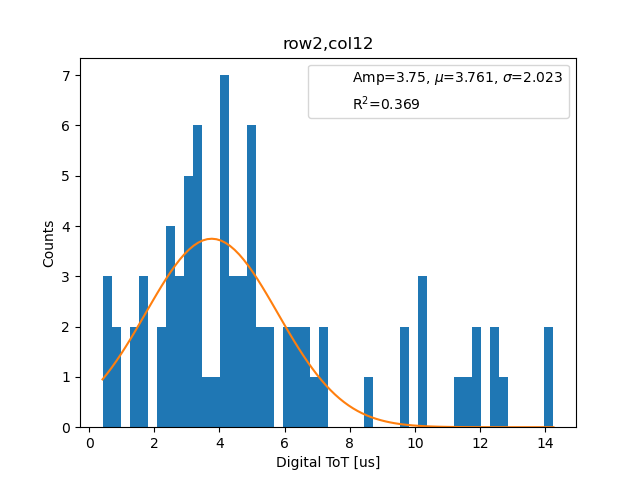 row2,col12
Amp=3.75, μ=3.761, σ=2.023
R²=0.369
Counts
7
6
5
4
3
2
1
0
0 2 4 6 8 10 12 14
Digital ToT [us]